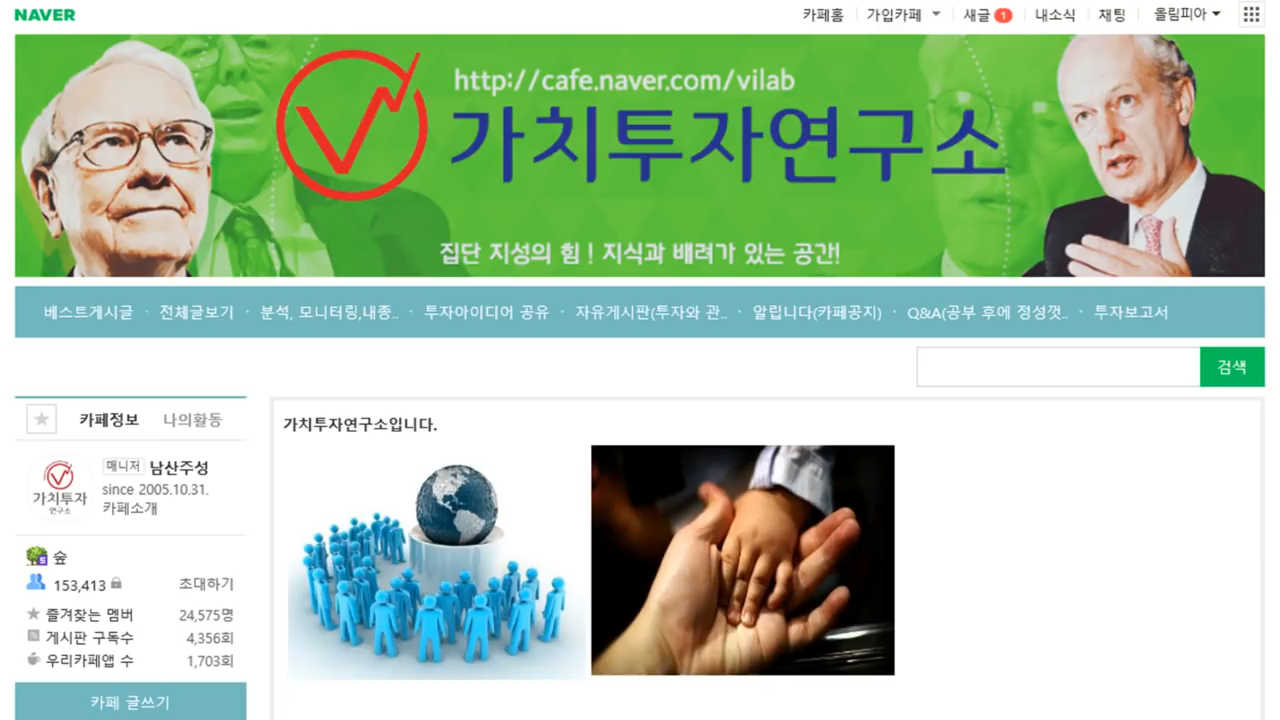 NAVER
카페홈 가입카페 새글 1 내소식 채팅 올림피아
http://cafe.naver.com/vilab
가치투자연구소
집단 지성의 힘! 지식과 배려가 있는 공간!
베스트게시글 · 전체글보기 · 분석, 모니터링,내종.. · 투자아이디어 공유 · 자유게시판(투자와 관.. · 알립니다(카페공지) · Q&A(공부 후에 정성껏.. · 투자보고서
검색
카페정보 나의활동
가치투자연구소입니다.
가치투자
연구소
매니저 남산주성
since 2005.10.31.
카페소개
숲
153,413 초대하기
즐겨찾는 멤버 24,575명
게시판 구독수 4,356회
우리카페앱 수 1,703회
카페 글쓰기